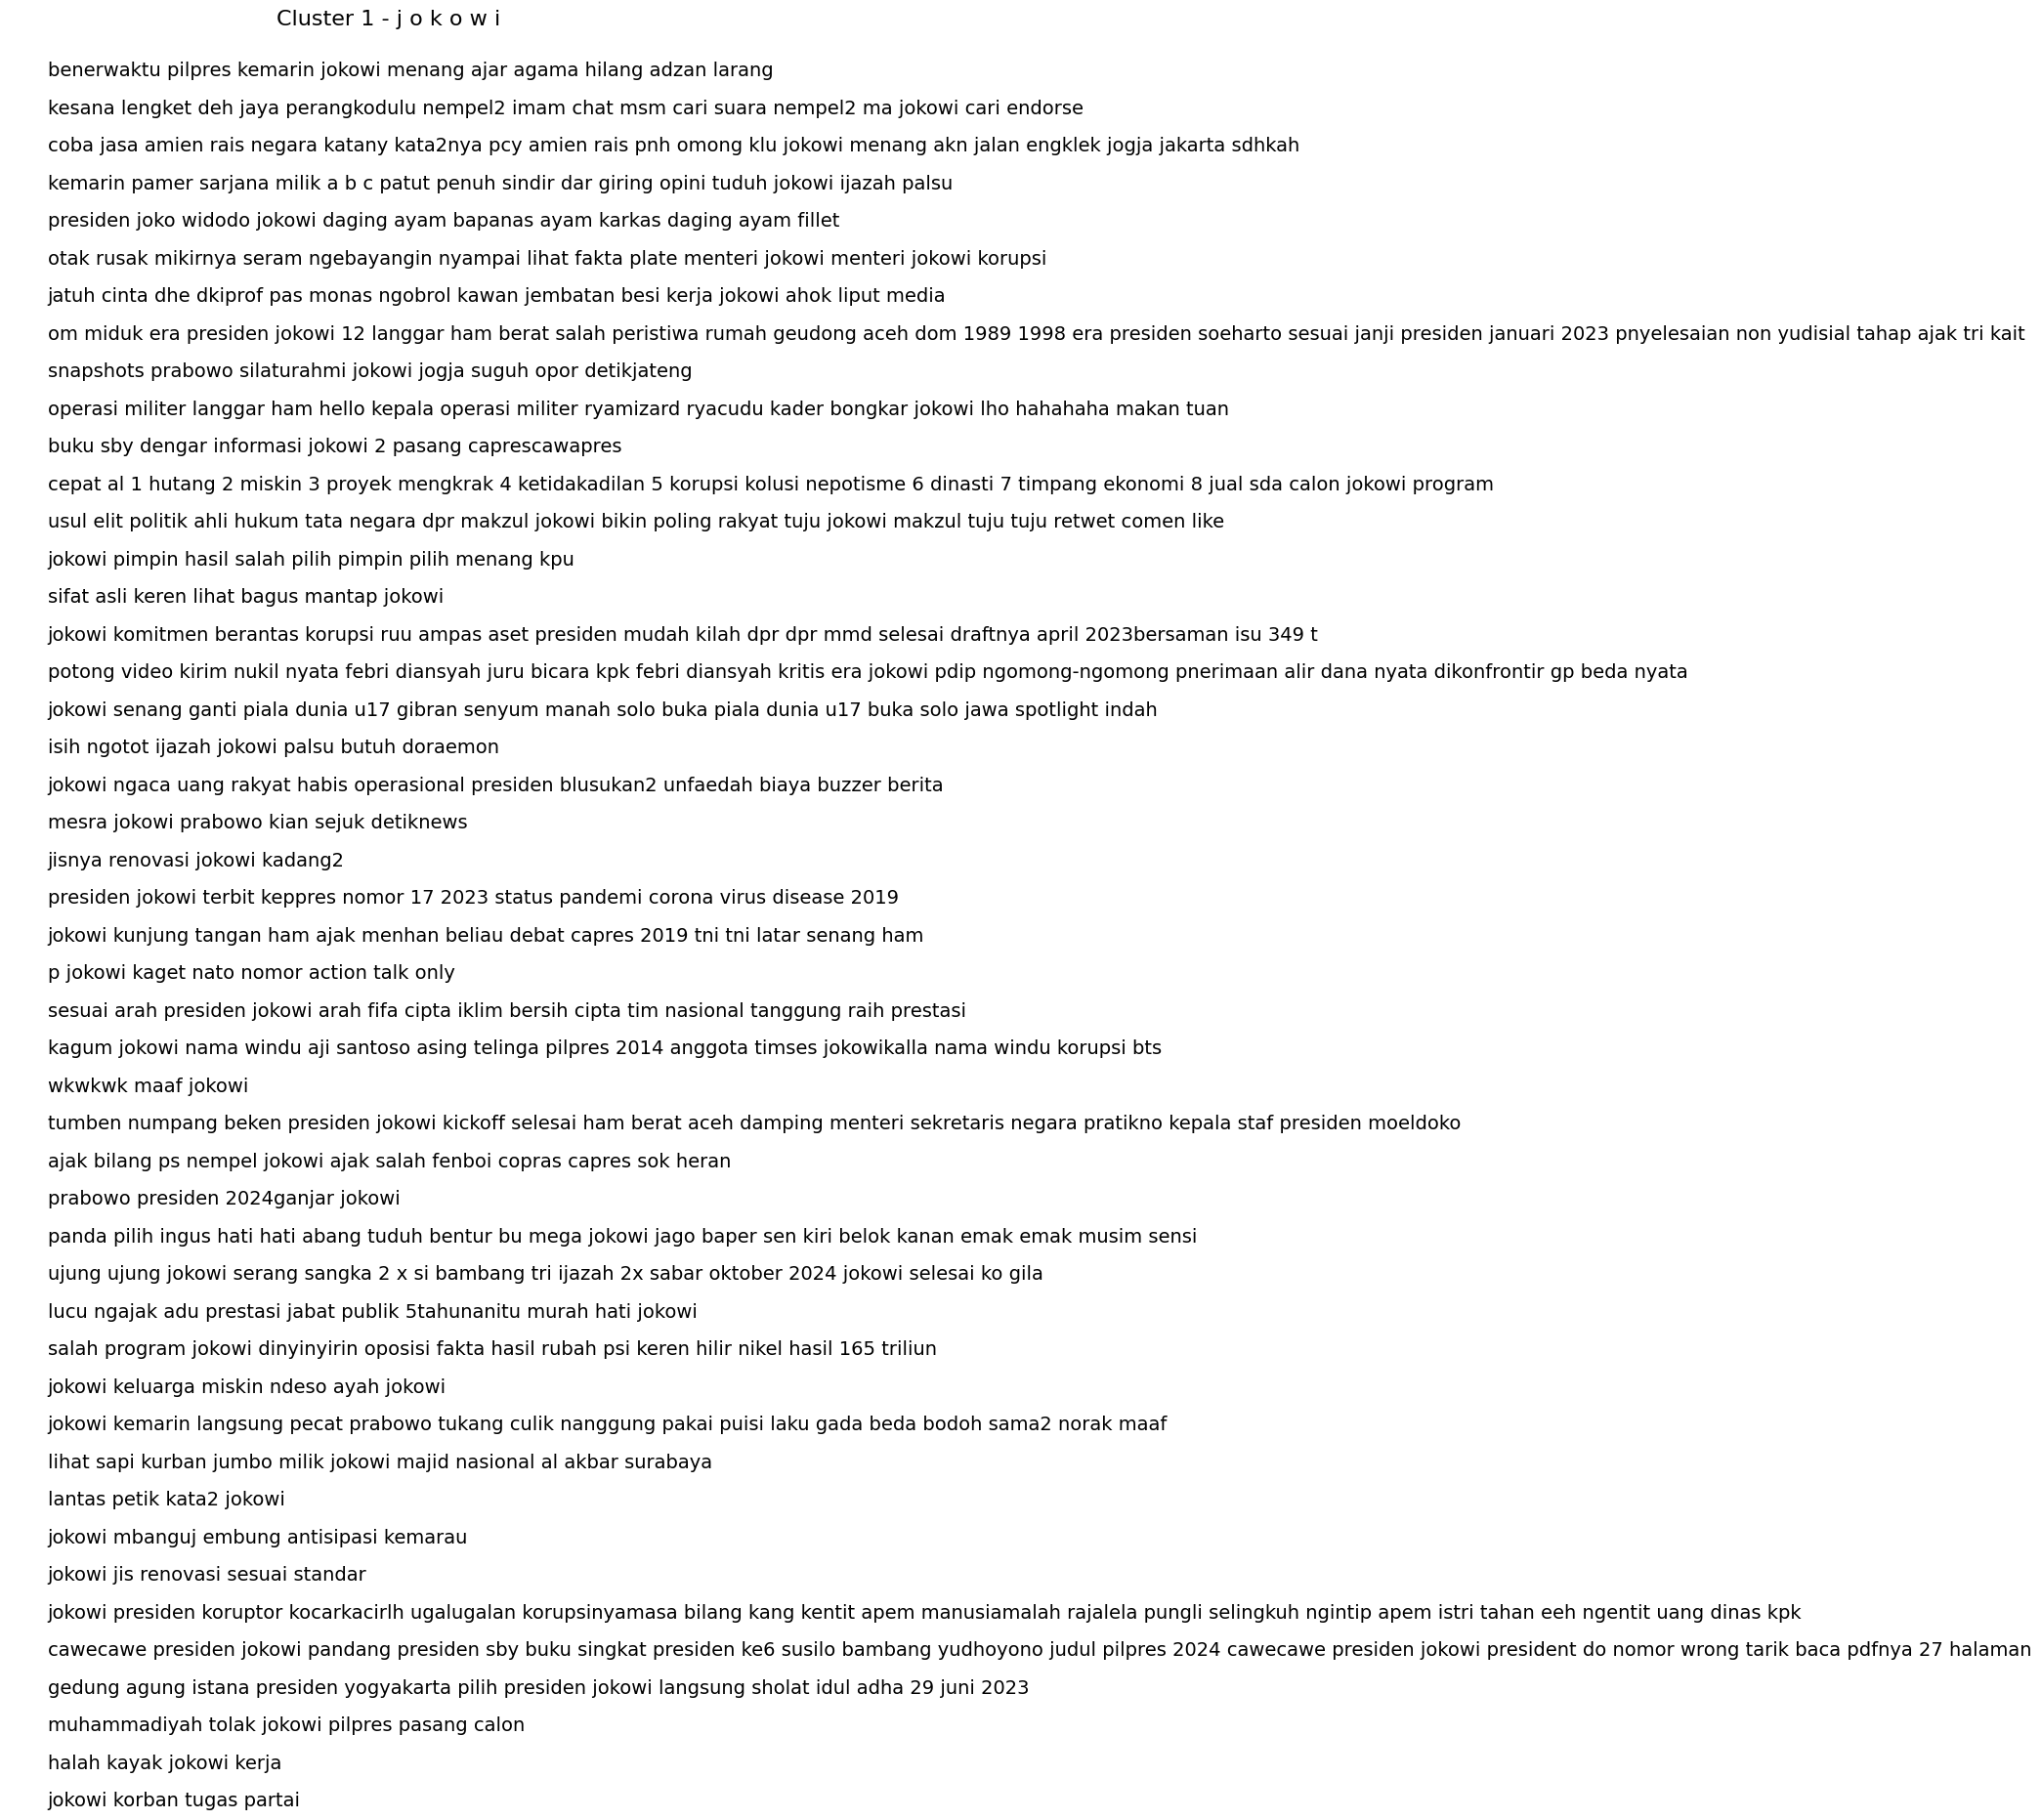 Cluster 1 - j o k o w i
benerwaktu pilpres kemarin jokowi menang ajar agama hilang adzan larang
kesana lengket deh jaya perangkodulu nempel2 imam chat msm cari suara nempel2 ma jokowi cari endorse
coba jasa amien rais negara katany kata2nya pcy amien rais pnh omong klu jokowi menang akn jalan engklek jogja jakarta sdhkah
kemarin pamer sarjana milik a b c patut penuh sindir dar giring opini tuduh jokowi ijazah palsu
presiden joko widodo jokowi daging ayam bapanas ayam karkas daging ayam fillet
otak rusak mikirnya seram ngebayangin nyampai lihat fakta plate menteri jokowi menteri jokowi korupsi
jatuh cinta dhe dkiprof pas monas ngobrol kawan jembatan besi kerja jokowi ahok liput media
om miduk era presiden jokowi 12 langgar ham berat salah peristiwa rumah geudong aceh dom 1989 1998 era presiden soeharto sesuai janji presiden januari 2023 pnyelesaian non yudisial tahap ajak tri kait
snapshots prabowo silaturahmi jokowi jogja suguh opor detikjateng
operasi militer langgar ham hello kepala operasi militer ryamizard ryacudu kader bongkar jokowi lho hahahaha makan tuan
buku sby dengar informasi jokowi 2 pasang caprescawapres
cepat al 1 hutang 2 miskin 3 proyek mengkrak 4 ketidakadilan 5 korupsi kolusi nepotisme 6 dinasti 7 timpang ekonomi 8 jual sda calon jokowi program
usul elit politik ahli hukum tata negara dpr makzul jokowi bikin poling rakyat tuju jokowi makzul tuju tuju retwet comen like
jokowi pimpin hasil salah pilih pimpin pilih menang kpu
sifat asli keren lihat bagus mantap jokowi
jokowi komitmen berantas korupsi ruu ampas aset presiden mudah kilah dpr dpr mmd selesai draftnya april 2023bersaman isu 349 t
potong video kirim nukil nyata febri diansyah juru bicara kpk febri diansyah kritis era jokowi pdip ngomong-ngomong pnerimaan alir dana nyata dikonfrontir gp beda nyata
jokowi senang ganti piala dunia u17 gibran senyum manah solo buka piala dunia u17 buka solo jawa spotlight indah
isih ngotot ijazah jokowi palsu butuh doraemon
jokowi ngaca uang rakyat habis operasional presiden blusukan2 unfaedah biaya buzzer berita
mesra jokowi prabowo kian sejuk detiknews
jisnya renovasi jokowi kadang2
presiden jokowi terbit keppres nomor 17 2023 status pandemi corona virus disease 2019
jokowi kunjung tangan ham ajak menhan beliau debat capres 2019 tni tni latar senang ham
p jokowi kaget nato nomor action talk only
sesuai arah presiden jokowi arah fifa cipta iklim bersih cipta tim nasional tanggung raih prestasi
kagum jokowi nama windu aji santoso asing telinga pilpres 2014 anggota timses jokowikalla nama windu korupsi bts
wkwkwk maaf jokowi
tumben numpang beken presiden jokowi kickoff selesai ham berat aceh damping menteri sekretaris negara pratikno kepala staf presiden moeldoko
ajak bilang ps nempel jokowi ajak salah fenboi copras capres sok heran
prabowo presiden 2024ganjar jokowi
panda pilih ingus hati hati abang tuduh bentur bu mega jokowi jago baper sen kiri belok kanan emak emak musim sensi
ujung ujung jokowi serang sangka 2 x si bambang tri ijazah 2x sabar oktober 2024 jokowi selesai ko gila
lucu ngajak adu prestasi jabat publik 5tahunanitu murah hati jokowi
salah program jokowi dinyinyirin oposisi fakta hasil rubah psi keren hilir nikel hasil 165 triliun
jokowi keluarga miskin ndeso ayah jokowi
jokowi kemarin langsung pecat prabowo tukang culik nanggung pakai puisi laku gada beda bodoh sama2 norak maaf
lihat sapi kurban jumbo milik jokowi majid nasional al akbar surabaya
lantas petik kata2 jokowi
jokowi mbanguj embung antisipasi kemarau
jokowi jis renovasi sesuai standar
jokowi presiden koruptor kocarkacirlh ugalugalan korupsinyamasa bilang kang kentit apem manusiamalah rajalela pungli selingkuh ngintip apem istri tahan eeh ngentit uang dinas kpk
cawecawe presiden jokowi pandang presiden sby buku singkat presiden ke6 susilo bambang yudhoyono judul pilpres 2024 cawecawe presiden jokowi president do nomor wrong tarik baca pdfnya 27 halaman
gedung agung istana presiden yogyakarta pilih presiden jokowi langsung sholat idul adha 29 juni 2023
muhammadiyah tolak jokowi pilpres pasang calon
halah kayak jokowi kerja
jokowi korban tugas partai